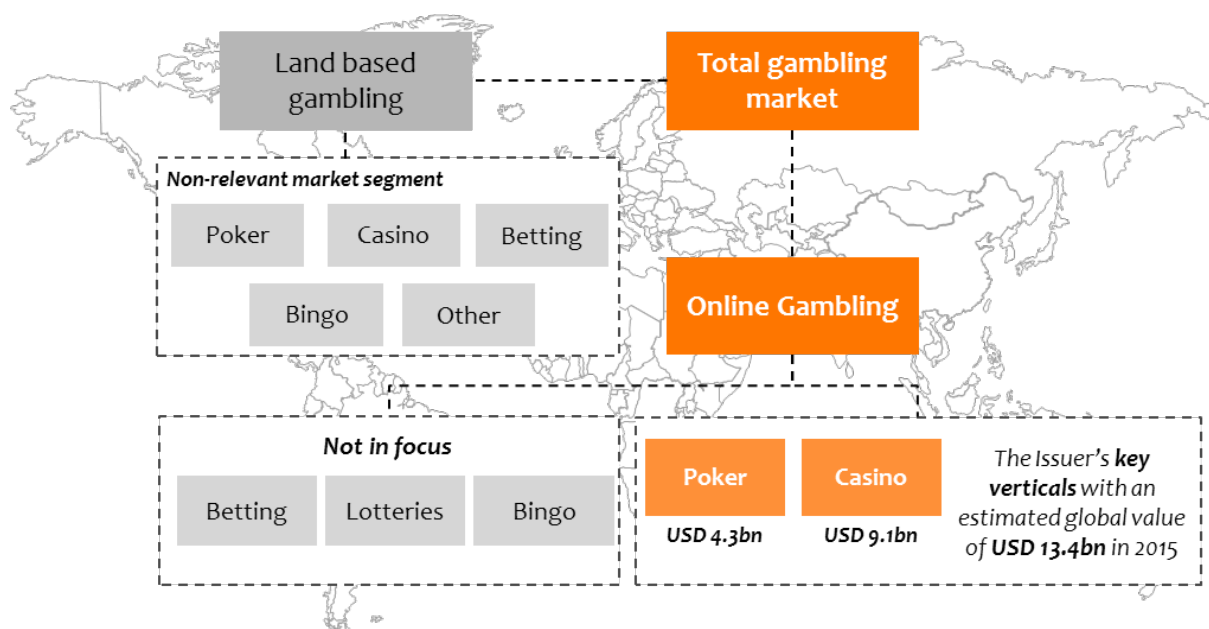 Land based
gambling
Total gambling
market
Non-relevant market segment
Poker
Casino
Betting
Bingo
Other
Online Gambling
Not in focus
Betting
Lotteries
Bingo
Poker
Casino
USD 4.3bn
USD 9.1bn
The Issuer's key
verticals with an
estimated global value
of USD 13.4bn in 2015